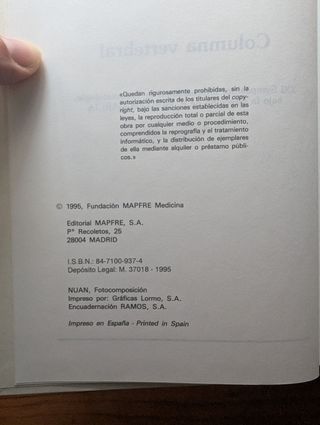 Columna vertebral
«Quedan rigurosamente prohibidas, sin la
autorización escrita de los titulares del copy-
right, bajo las sanciones establecidas en las
leyes, la reproducción total o parcial de esta
obra por cualquier medio o procedimiento,
comprendidos la reprografía y el tratamiento
informático, y la distribución de ejemplares
de ella mediante alquiler o préstamo públi-
cos.»
© 1995, Fundación MAPFRE Medicina
Editorial MAPFRE, S.A.
Pº Recoletos, 25
28004 MADRID
I.S.B.N.: 84-7100-937-4
Depósito Legal: M. 37018 - 1995
NUAN, Fotocomposición
Impreso por: Gráficas Lormo, S.A.
Encuadernación RAMOS, S.A.
Impreso en España - Printed in Spain